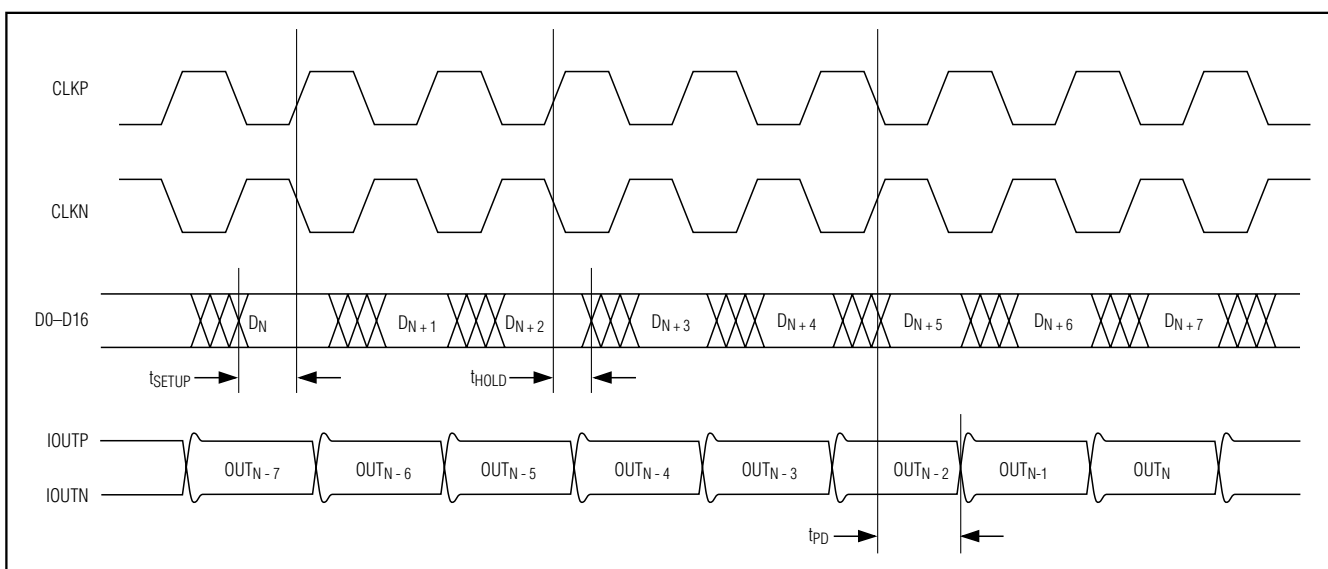 CLKP
CLKN
D0–D16
DN
DN + 1
DN + 2
DN + 3
DN + 4
DN + 5
DN + 6
DN + 7
tSETUP
tHOLD
IOUTP
IOUTN
OUTN - 7
OUTN - 6
OUTN - 5
OUTN - 4
OUTN - 3
OUTN - 2
OUTN-1
OUTN
tPD